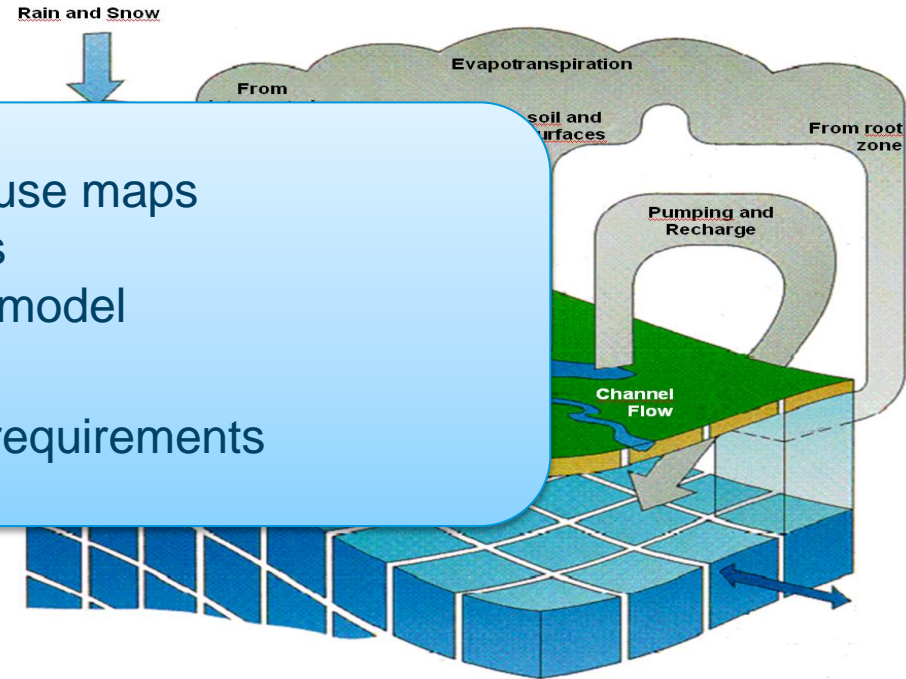 Rain and Snow
Evapotranspiration
From
soil and
From root
zone
use maps
model
requirements
Pumping and
Recharge
Channel
Flow